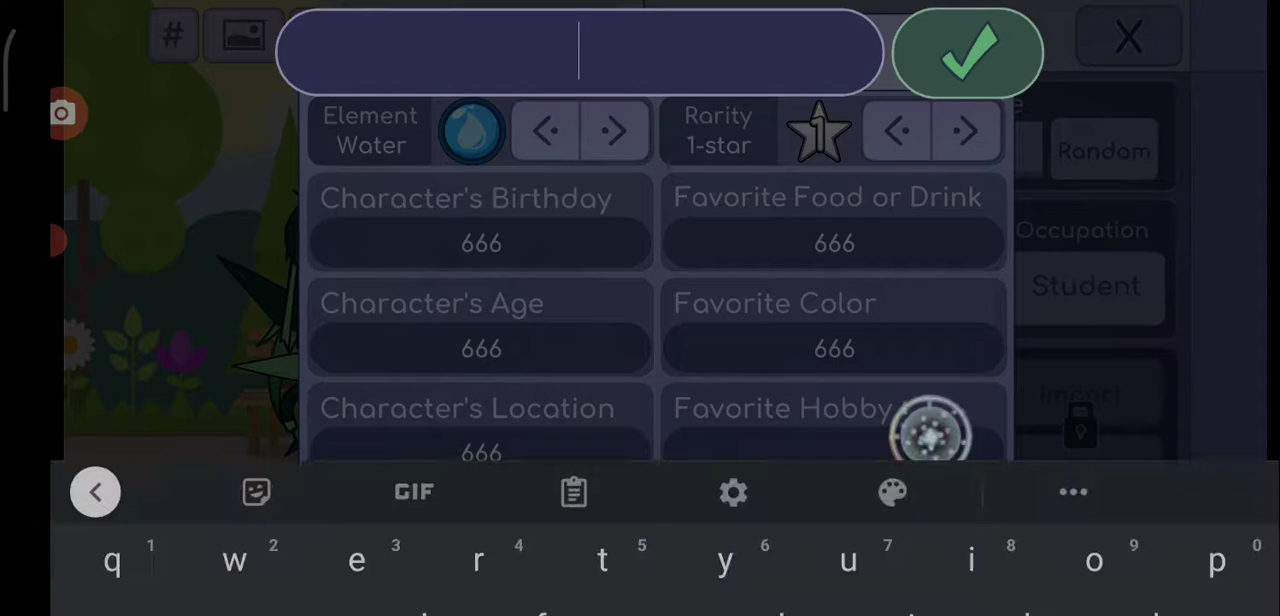 #
X
Element
Water
Rarity
1-star
1
Random
Character's Birthday
Favorite Food or Drink
666
666
Occupation
Student
Character's Age
Favorite Color
666
666
Import
Character's Location
Favorite Hobby
666
GIF
q 1 w 2 e 3 r 4 t 5 y 6 u 7 i 8 o 9 p 0